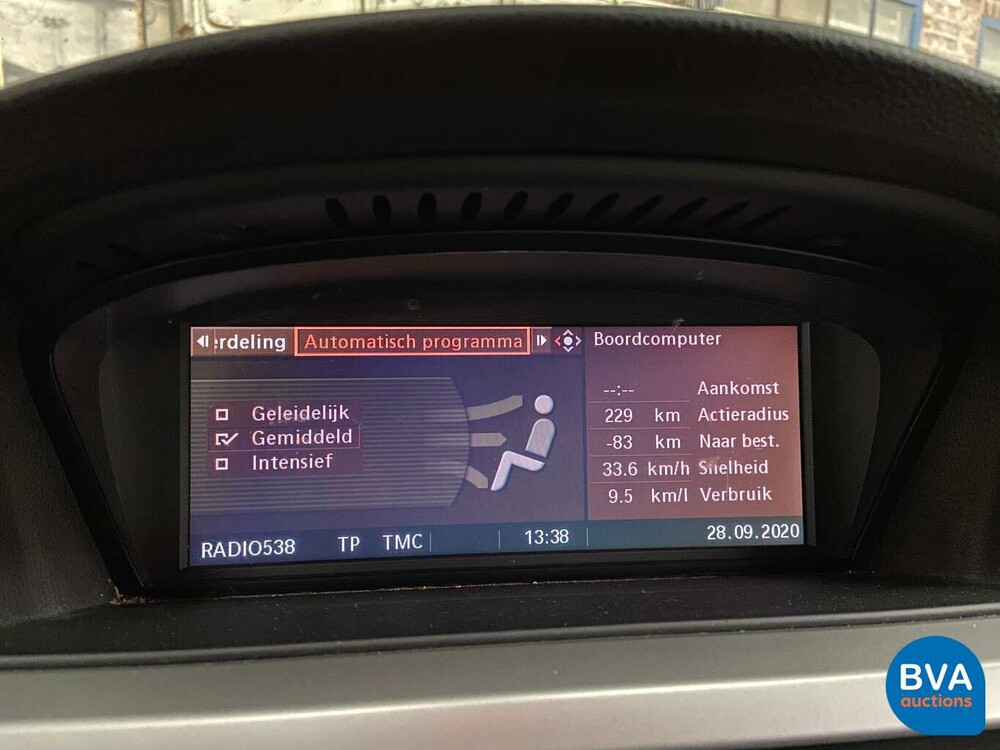 :rdeling Automatisch programma
Geleidelijk
Gemiddeld
Intensief
Boordcomputer
--:-- Aankomst
229 km Actieradius
-83 km Naar best.
33.6 km/h Snelheid
9.5 km/l Verbruik
RADIO538 TP TMC 13:38 28.09.2020
BVA
auctions